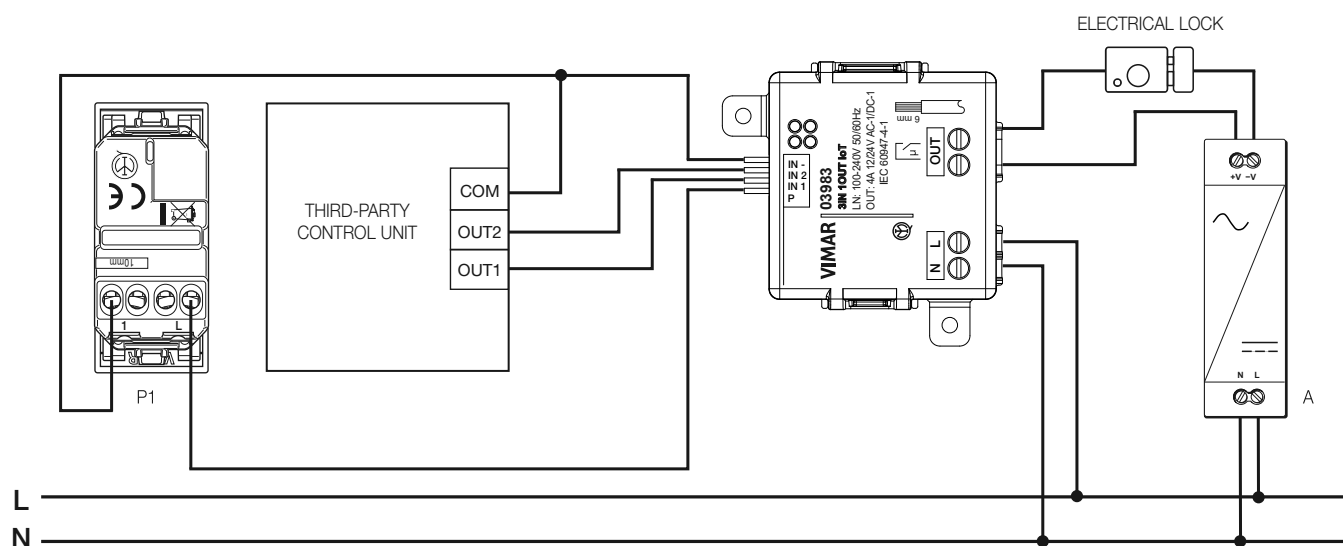 ELECTRICAL LOCK
THIRD-PARTY
CONTROL UNIT
COM
OUT2
OUT1
10mm
1 L
P1
IN -
IN 2
IN 1
P
VIMAR 03983
3IN 1OUT IoT
LN: 100-240V 50/60Hz
OUT: 4A 12/24V AC-1/DC-1
IEC 60947-4-1
6 mm
µ
OUT
N L
+V -V
N L
A
L
N